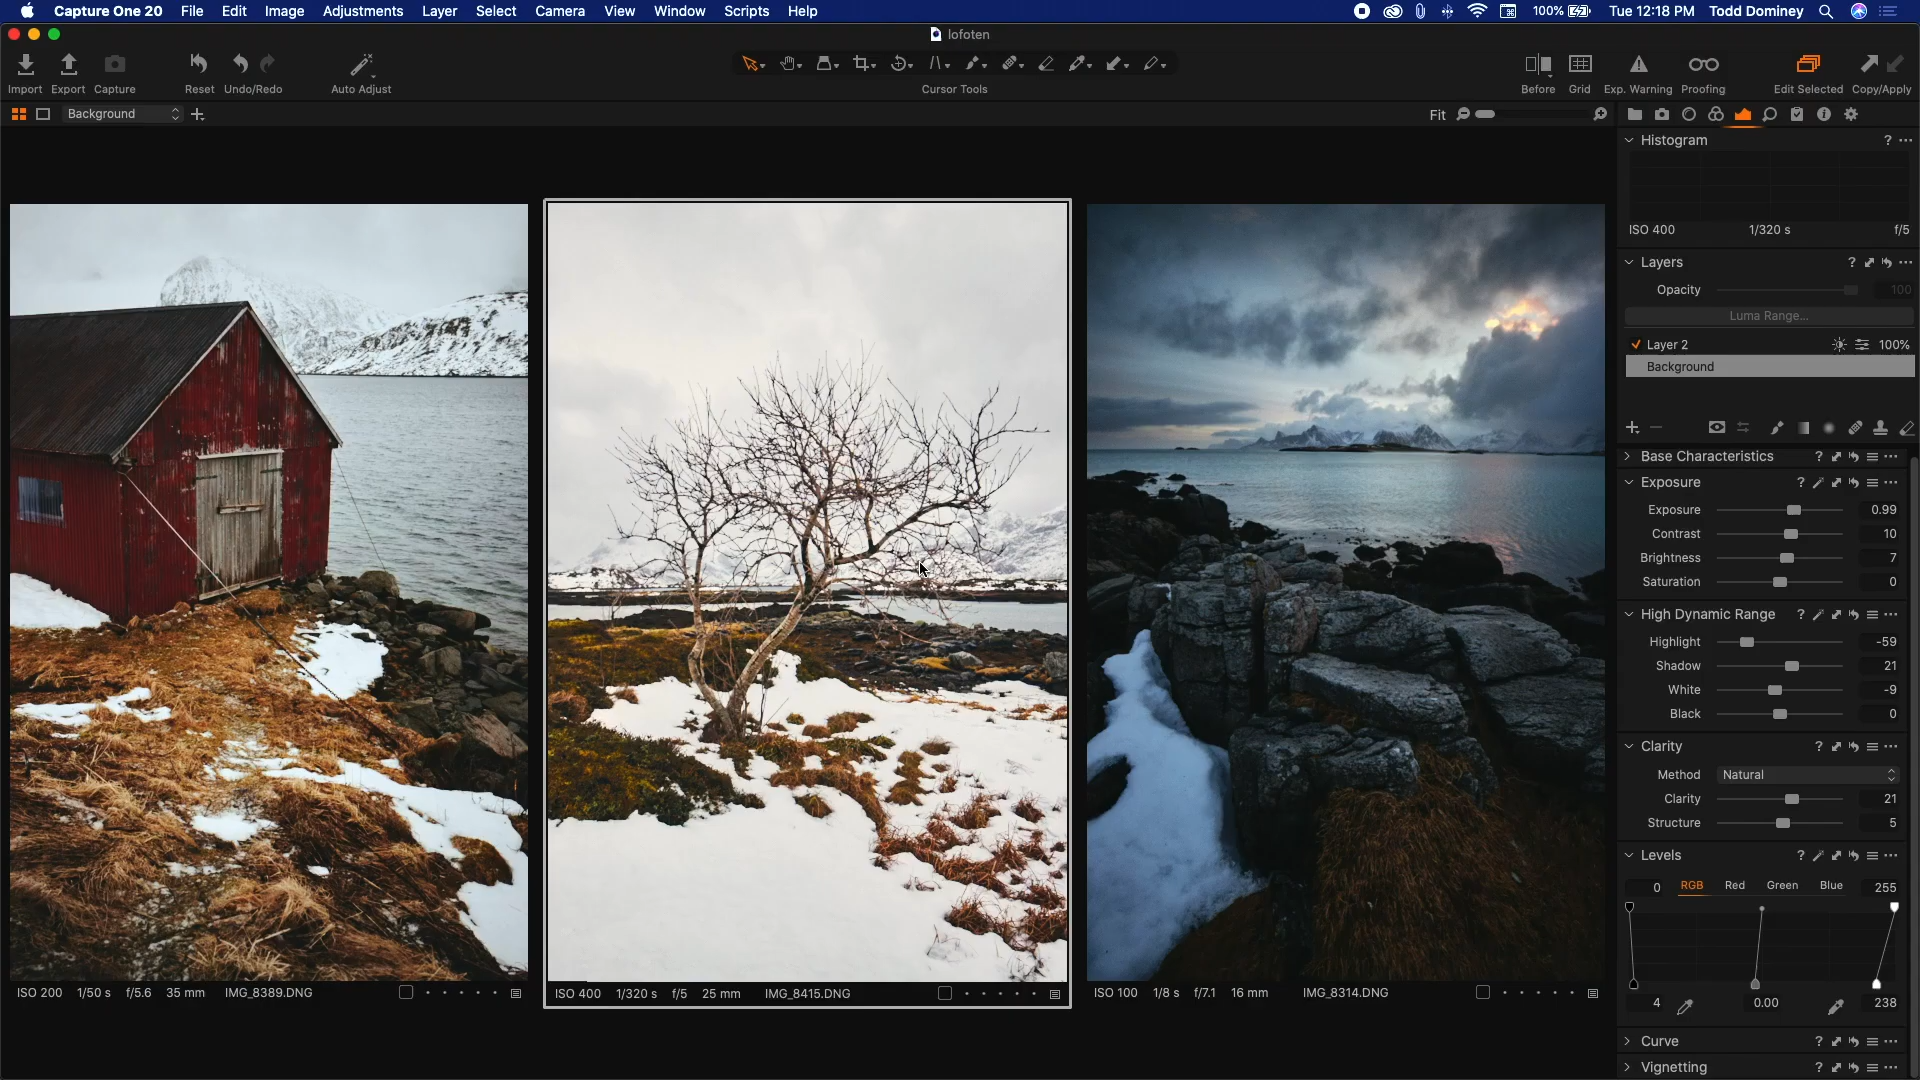 Capture One 20 File Edit Image Adjustments Layer Select Camera View Window Scripts Help
100% Tue 12:18 PM Todd Dominey
lofoten
Import Export Capture Reset Undo/Redo Auto Adjust Cursor Tools Before Grid Exp. Warning Proofing Edit Selected Copy/Apply
Background Fit
Histogram ?
ISO 400 1/320 s f/5
Layers ?
Opacity 100
Luma Range...
Layer 2 100%
Background
Base Characteristics ?
Exposure ?
Exposure 0.99
Contrast 10
Brightness 7
Saturation 0
High Dynamic Range ?
Highlight -59
Shadow 21
White -9
Black 0
Clarity ?
Method Natural
Clarity 21
Structure 5
Levels ?
0 RGB Red Green Blue 255
4 0.00 238
Curve ?
Vignetting ?
ISO 200 1/50 s f/5.6 35 mm IMG_8389.DNG
ISO 400 1/320 s f/5 25 mm IMG_8415.DNG
ISO 100 1/8 s f/7.1 16 mm IMG_8314.DNG